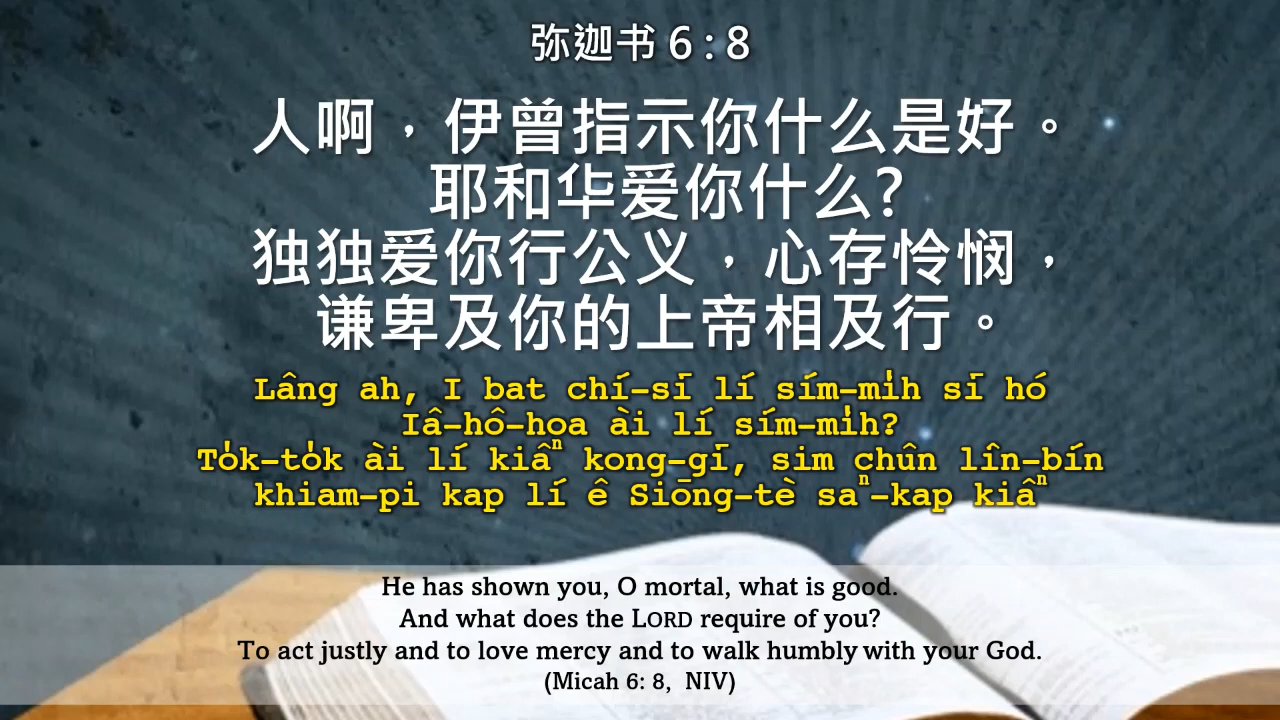 弥迦书 6 : 8
人啊，伊曾指示你什么是好。
耶和华爱你什么?
独独爱你行公义，心存怜悯，
谦卑及你的上帝相及行。
Lâng ah, I bat chí-sī lí sím-mi̍h sī hó
Iâ-hô-hoa ài lí sím-mi̍h?
To̍k-to̍k ài lí kiâⁿ kong-gī, sim chûn lîn-bín
khiam-pi kap lí ê Siōng-tè saⁿ-kap kiâⁿ
He has shown you, O mortal, what is good.
And what does the LORD require of you?
To act justly and to love mercy and to walk humbly with your God.
(Micah 6: 8, NIV)